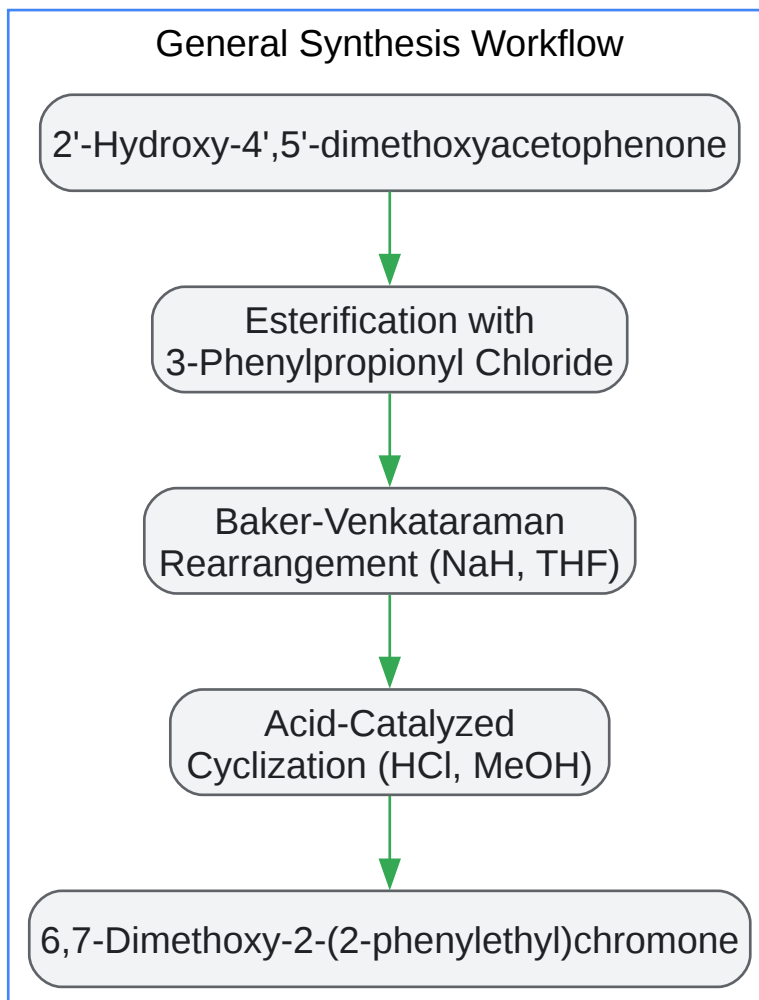 General Synthesis Workflow
2'-Hydroxy-4',5'-dimethoxyacetophenone
Esterification with
3-Phenylpropionyl Chloride
Baker-Venkataraman
Rearrangement (NaH, THF)
Acid-Catalyzed
Cyclization (HCl, MeOH)
6,7-Dimethoxy-2-(2-phenylethyl)chromone